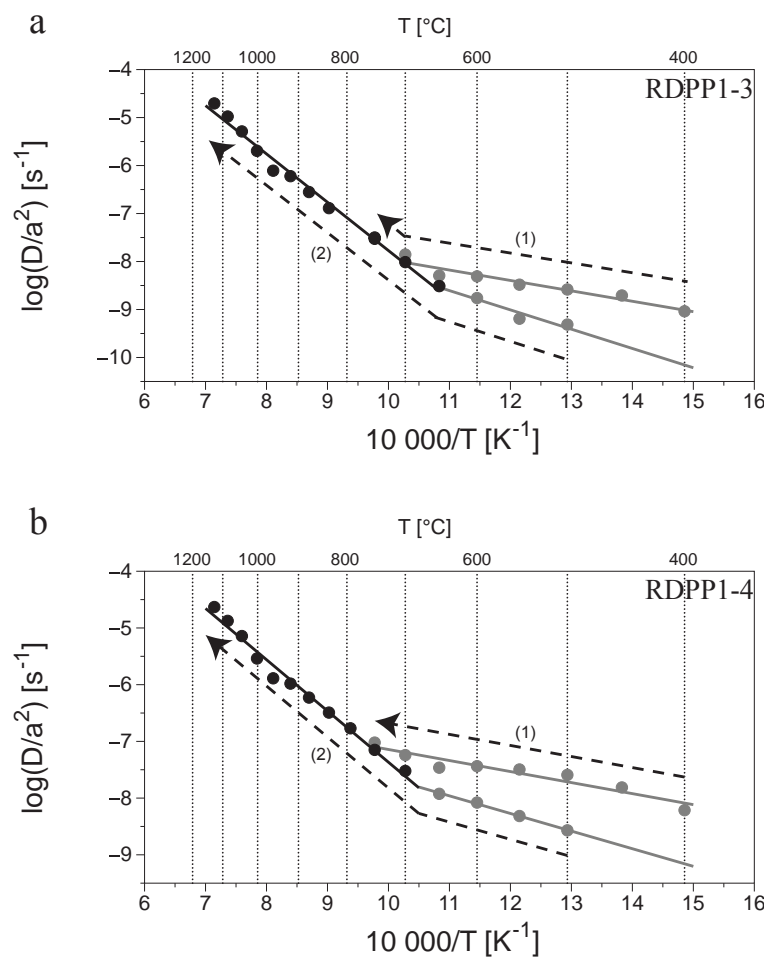 a
T [°C]
1200 1000 800 600 400
RDPP1-3
–4
–5
–6
–7
–8
–9
–10
log(D/a²) [s⁻¹]
(1)
(2)
6 7 8 9 10 11 12 13 14 15 16
10 000/T [K⁻¹]
b
T [°C]
1200 1000 800 600 400
RDPP1-4
–4
–5
–6
–7
–8
–9
log(D/a²) [s⁻¹]
(1)
(2)
6 7 8 9 10 11 12 13 14 15 16
10 000/T [K⁻¹]